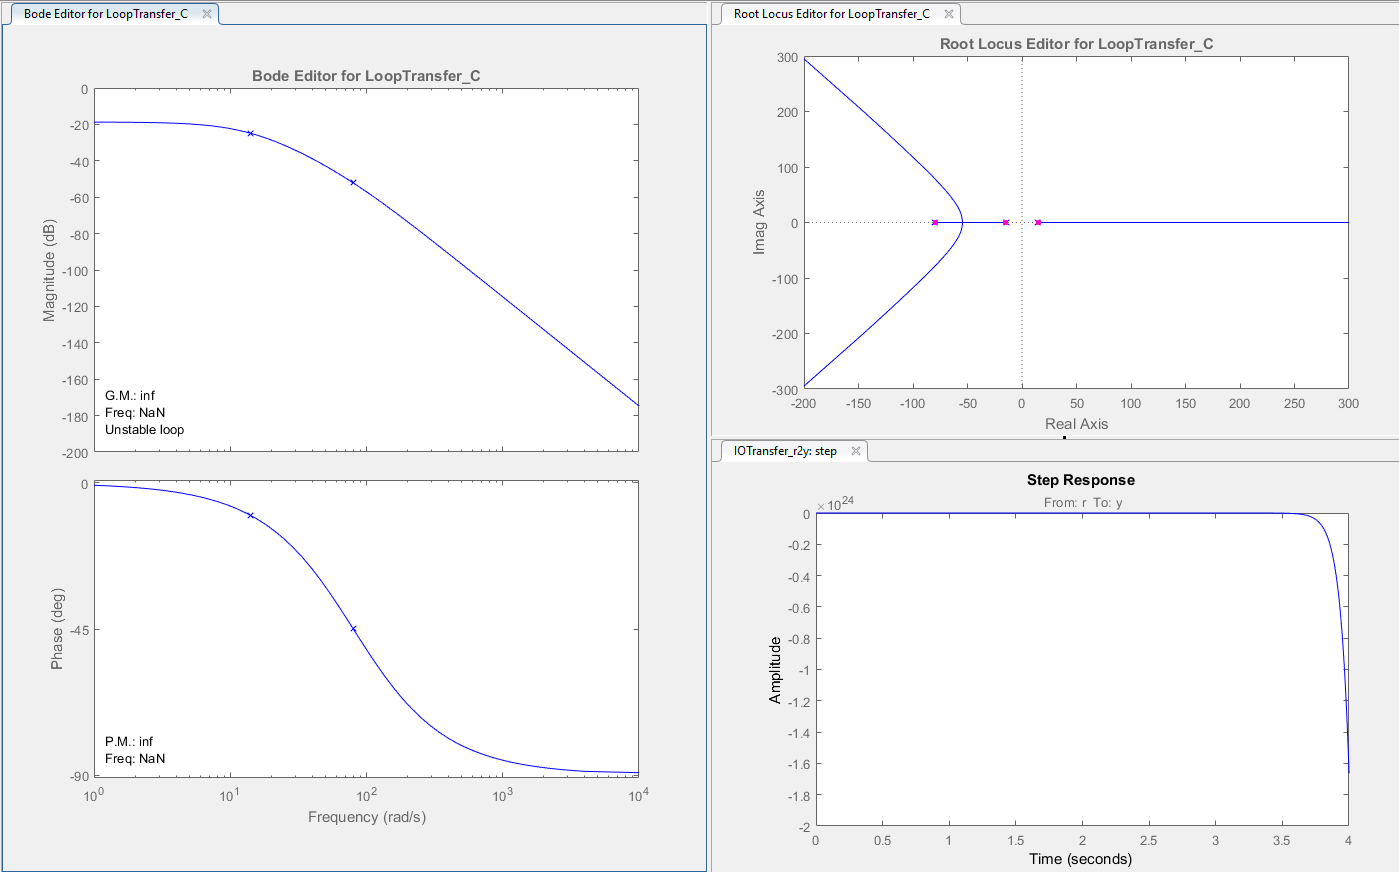 Bode Editor for LoopTransfer_C
Bode Editor for LoopTransfer_C
Magnitude (dB)
0
-20
-40
-60
-80
-100
-120
-140
-160
-180
-200
G.M.: inf
Freq: NaN
Unstable loop
Phase (deg)
0
-45
-90
P.M.: inf
Freq: NaN
10^0 10^1 10^2 10^3 10^4
Frequency (rad/s)
Root Locus Editor for LoopTransfer_C
Root Locus Editor for LoopTransfer_C
Imag Axis
300
200
100
0
-100
-200
-300
-200 -150 -100 -50 0 50 100 150 200 250 300
Real Axis
IOTransfer_r2y: step
Step Response
From: r To: y
×10^24
Amplitude
0
-0.2
-0.4
-0.6
-0.8
-1
-1.2
-1.4
-1.6
-1.8
-2
0 0.5 1 1.5 2 2.5 3 3.5 4
Time (seconds)